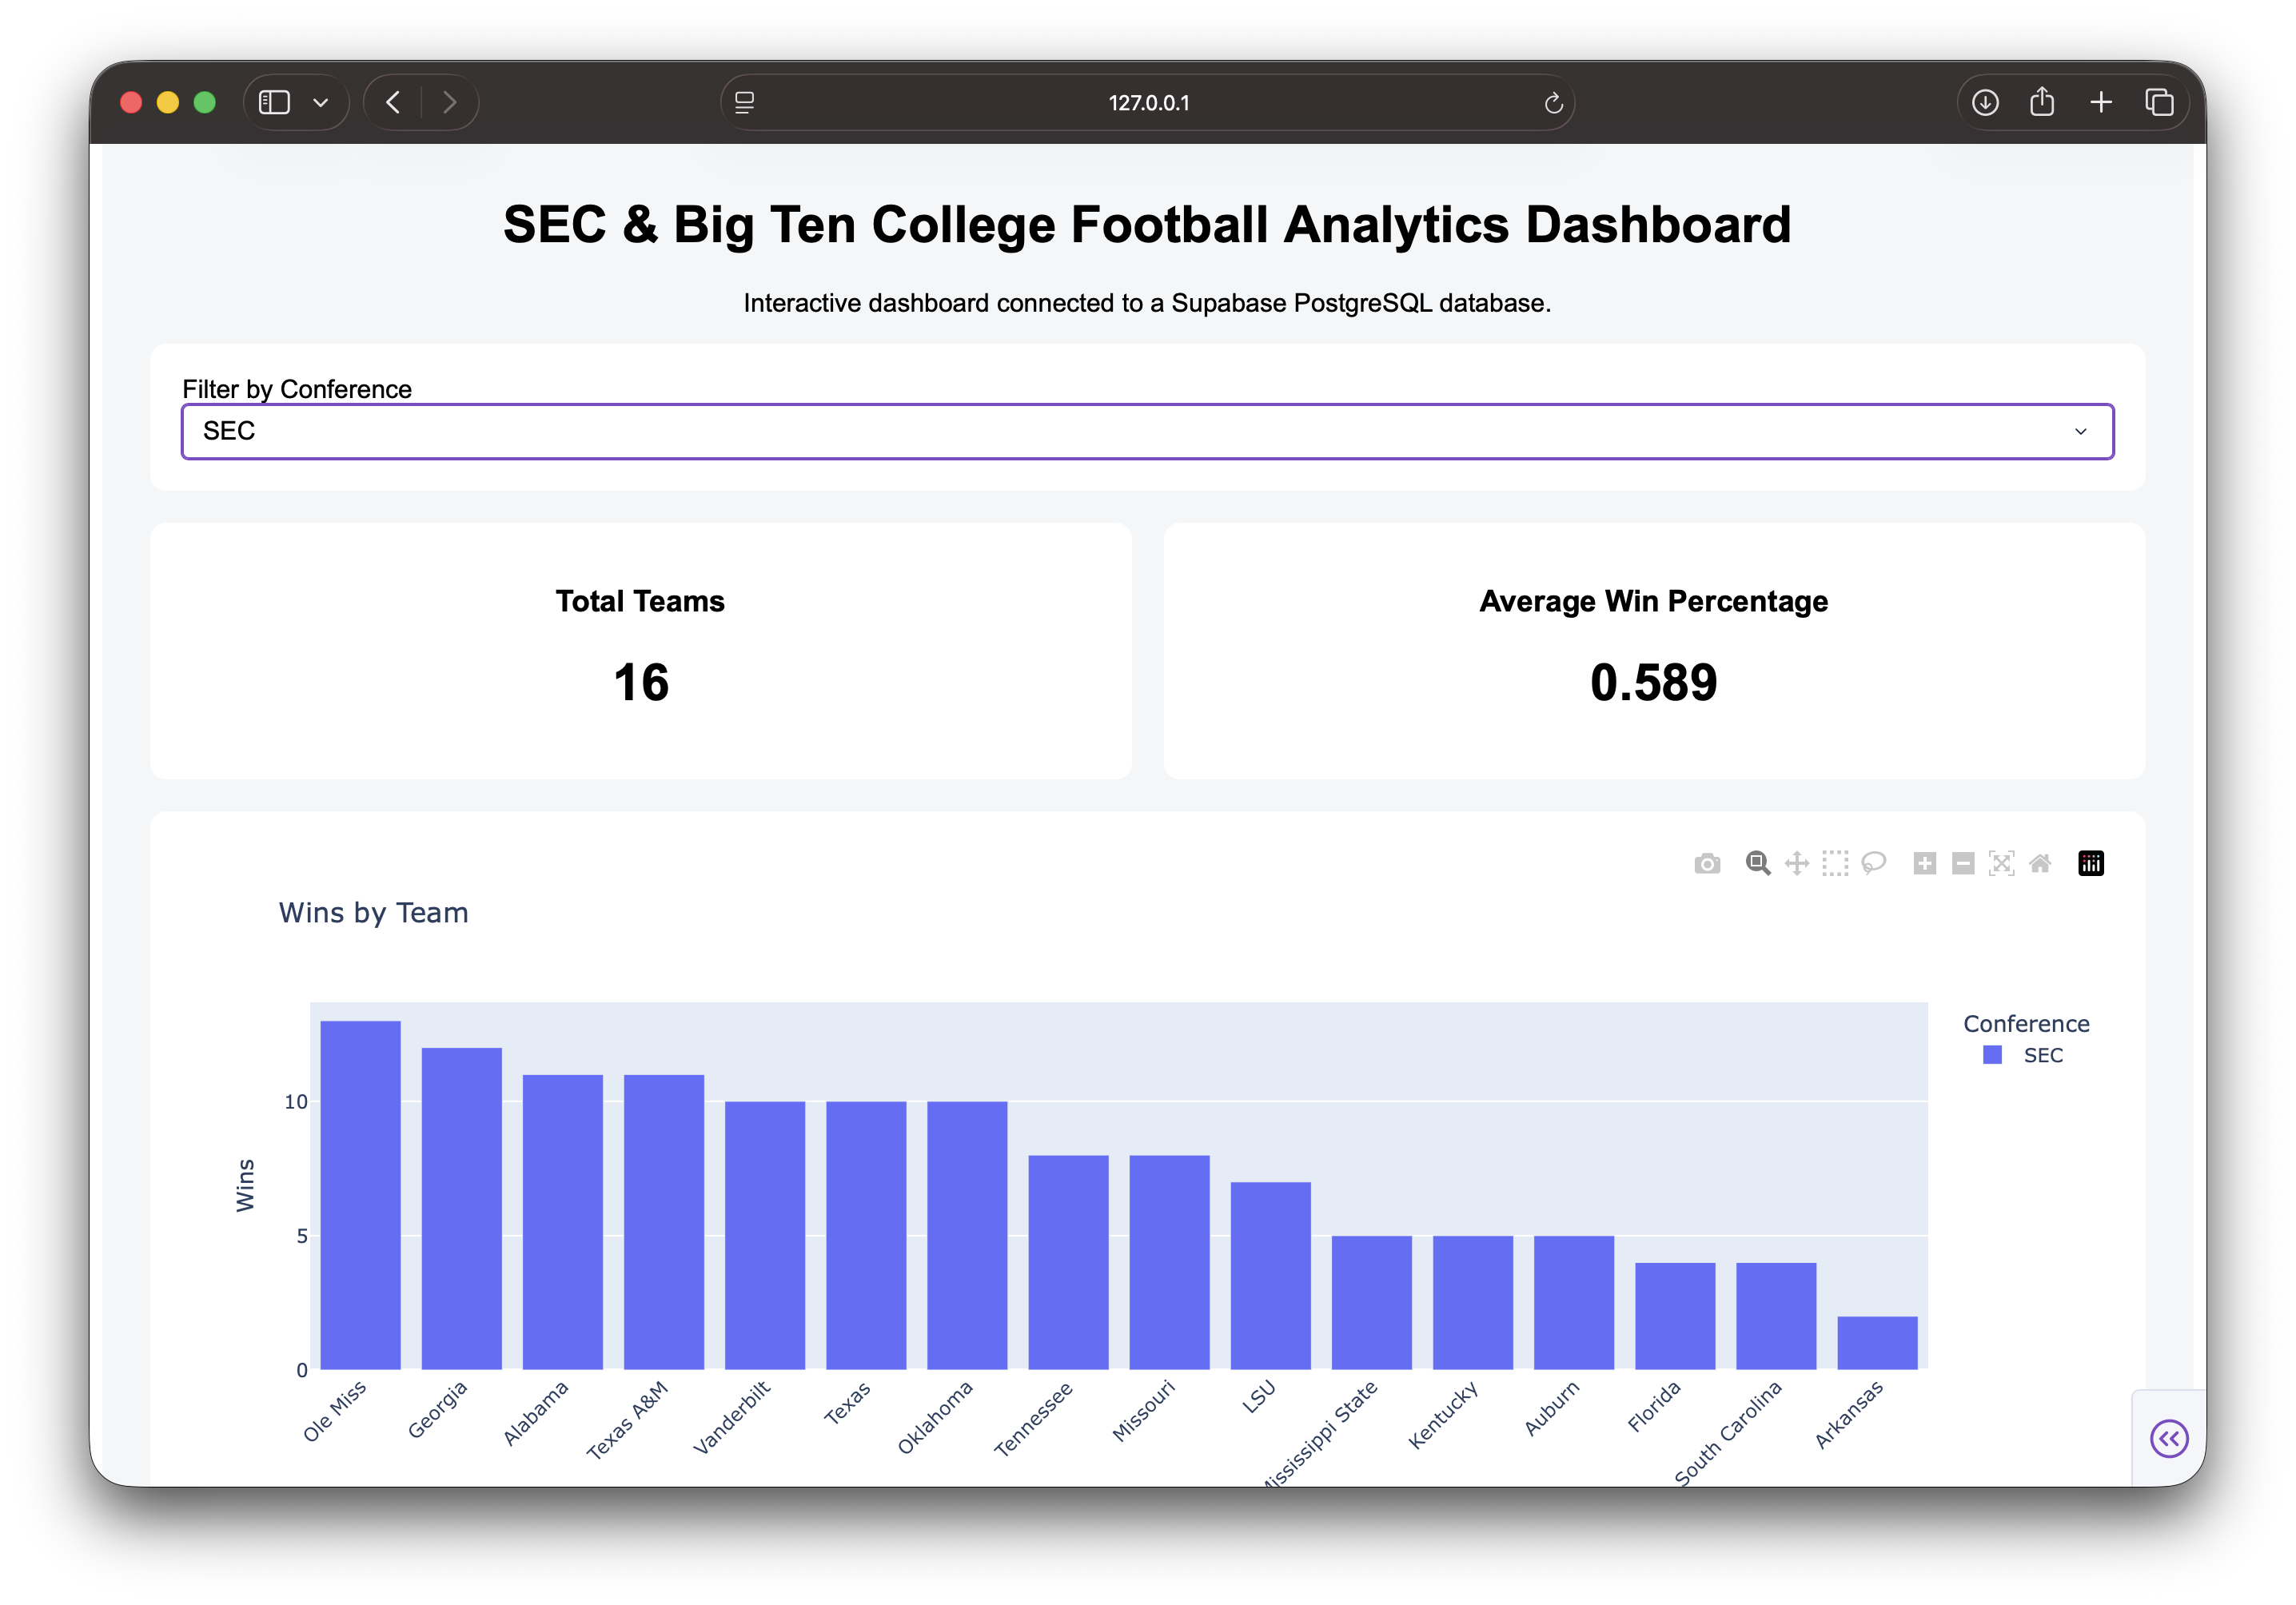 127.0.0.1
SEC & Big Ten College Football Analytics Dashboard
Interactive dashboard connected to a Supabase PostgreSQL database.
Filter by Conference
SEC
Total Teams
16
Average Win Percentage
0.589
Wins by Team
Conference
SEC
Wins
10
5
0
Ole Miss
Georgia
Alabama
Texas A&M
Vanderbilt
Texas
Oklahoma
Tennessee
Missouri
LSU
Mississippi State
Kentucky
Auburn
Florida
South Carolina
Arkansas